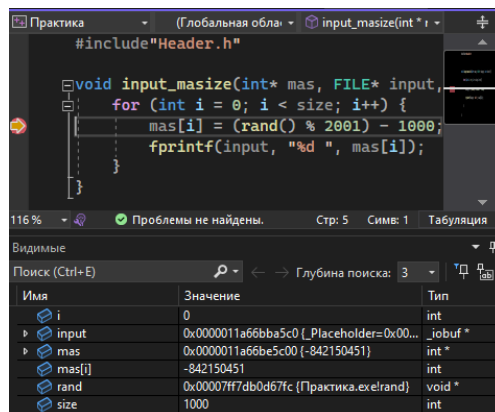 Практика (Глобальная облас input_masize(int * r
#include"Header.h"
void input_masize(int* mas, FILE* input,
for (int i = 0; i < size; i++) {
mas[i] = (rand() % 2001) - 1000;
fprintf(input, "%d ", mas[i]);
}
}
116 % Проблемы не найдены. Стр: 5 Симв: 1 Табуляция
Видимые
Поиск (Ctrl+E) Глубина поиска: 3
Имя Значение Тип
i 0 int
input 0x0000011a66bba5c0 {_Placeholder=0x00... _iobuf *
mas 0x0000011a66be5c00 {-842150451} int *
mas[i] -842150451 int
rand 0x00007ff7db0d67fc {Практика.exe!rand} void *
size 1000 int